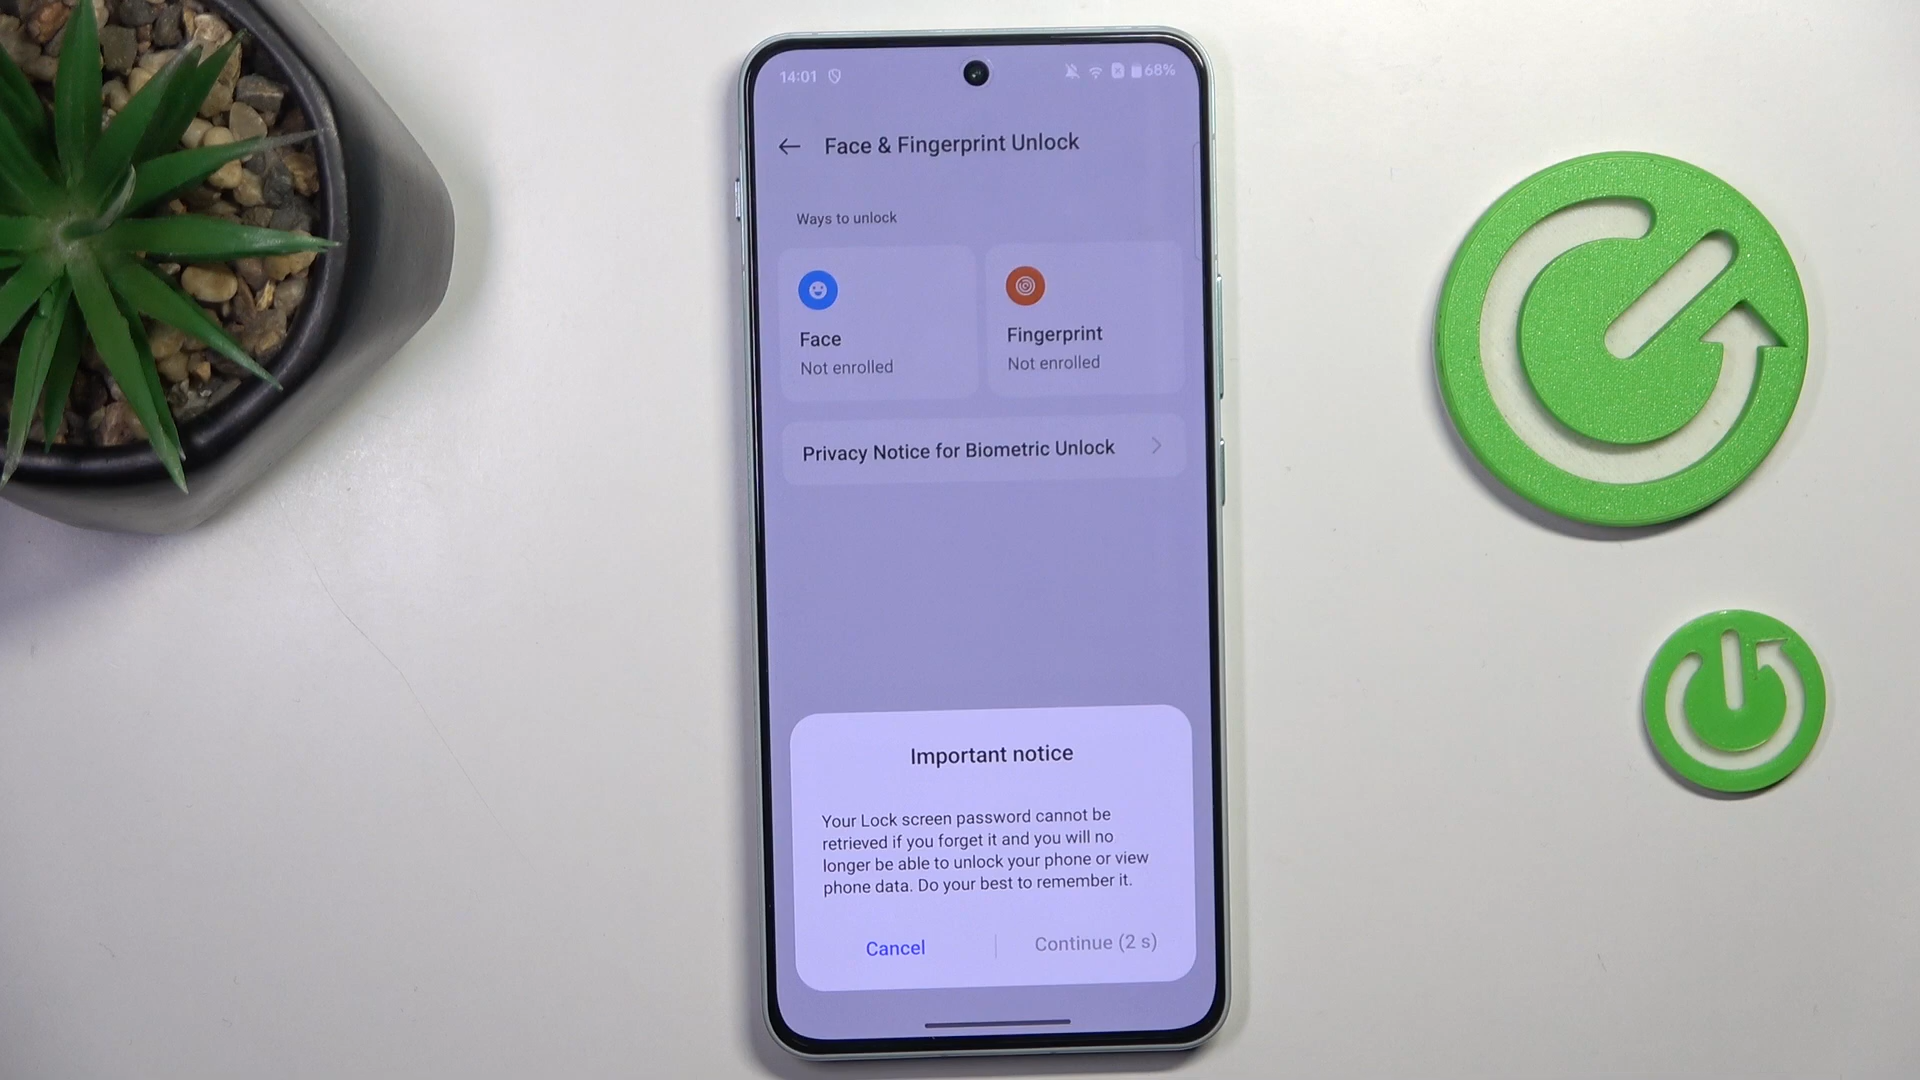 14:01
68%
Face & Fingerprint Unlock
Ways to unlock
Face
Not enrolled
Fingerprint
Not enrolled
Privacy Notice for Biometric Unlock
Important notice
Your Lock screen password cannot be
retrieved if you forget it and you will no
longer be able to unlock your phone or view
phone data. Do your best to remember it.
Cancel
Continue (2 s)